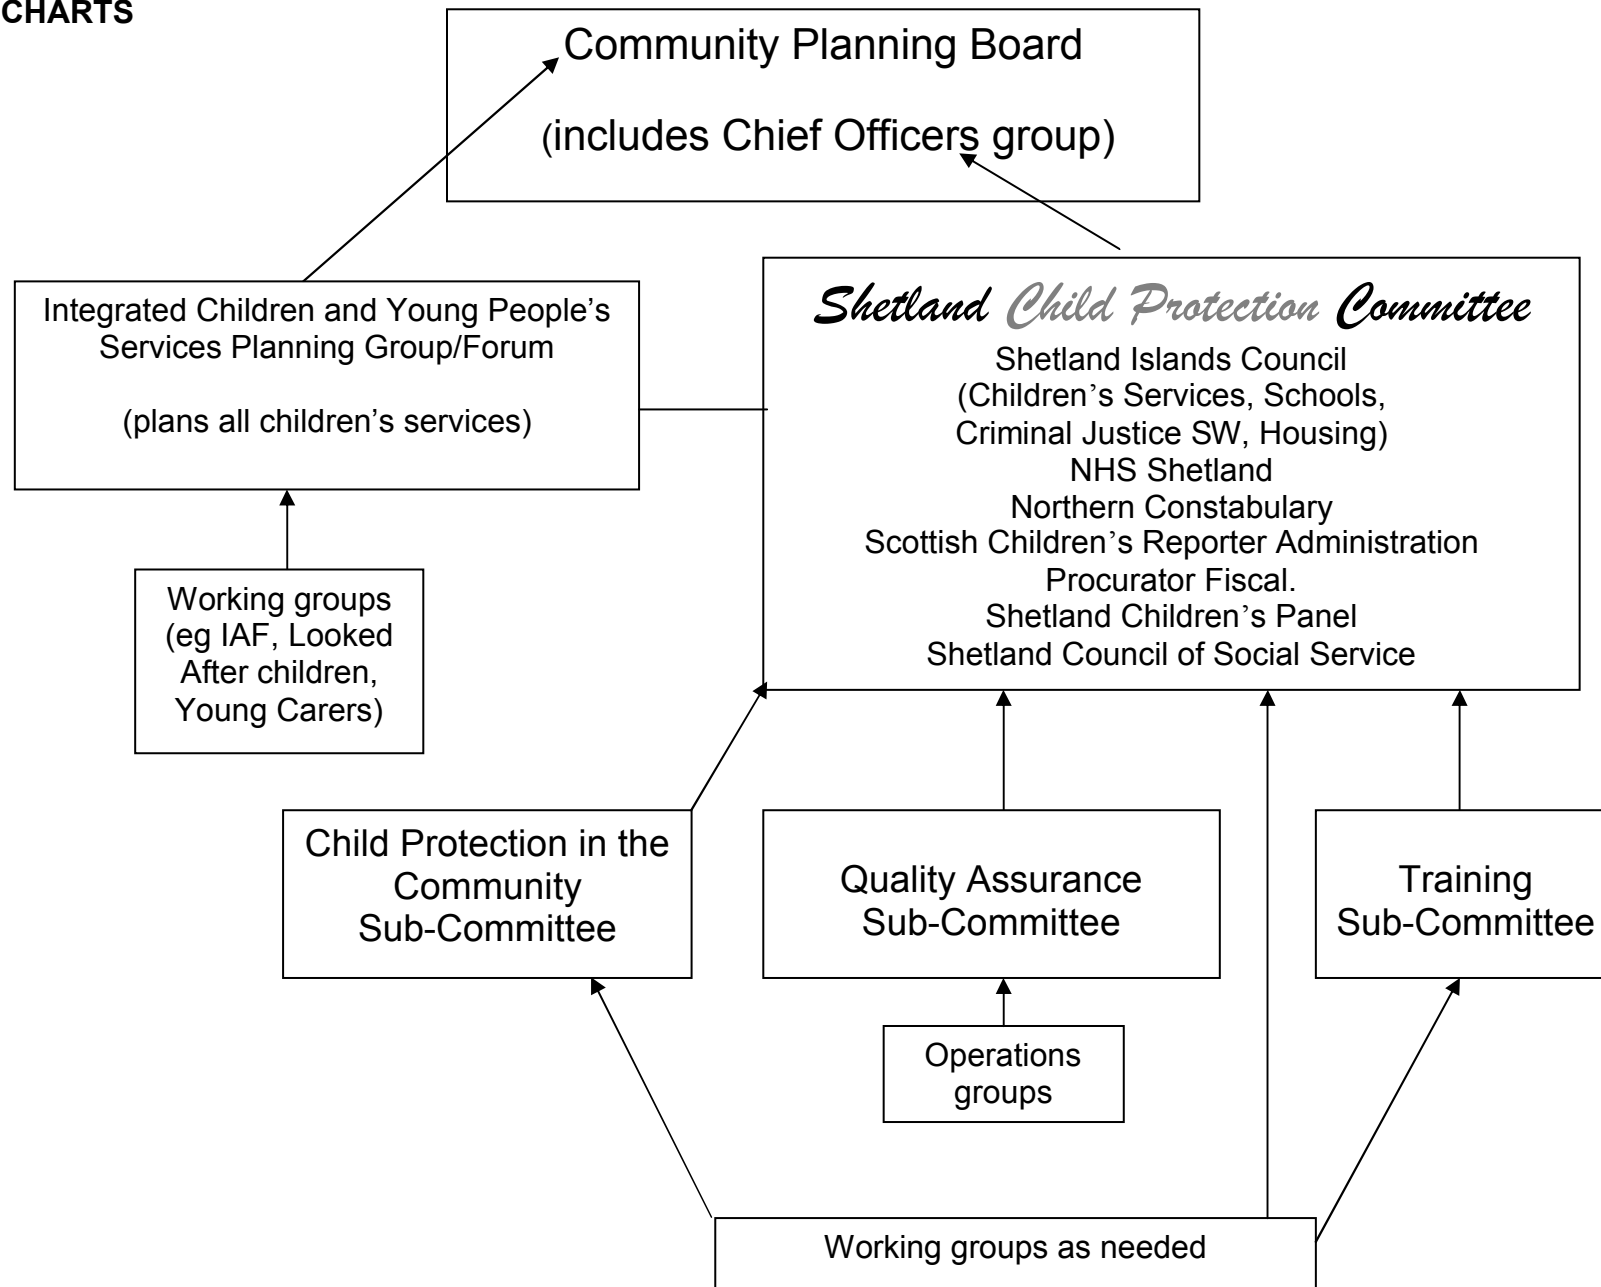 CHARTS
Community Planning Board
(includes Chief Officers group)
Integrated Children and Young People’s
Services Planning Group/Forum
(plans all children’s services)
Shetland Child Protection Committee
Shetland Islands Council
(Children’s Services, Schools,
Criminal Justice SW, Housing)
NHS Shetland
Northern Constabulary
Scottish Children’s Reporter Administration
Procurator Fiscal.
Shetland Children’s Panel
Shetland Council of Social Service
Working groups
(eg IAF, Looked
After children,
Young Carers)
Child Protection in the
Community
Sub-Committee
Quality Assurance
Sub-Committee
Training
Sub-Committee
Operations
groups
Working groups as needed